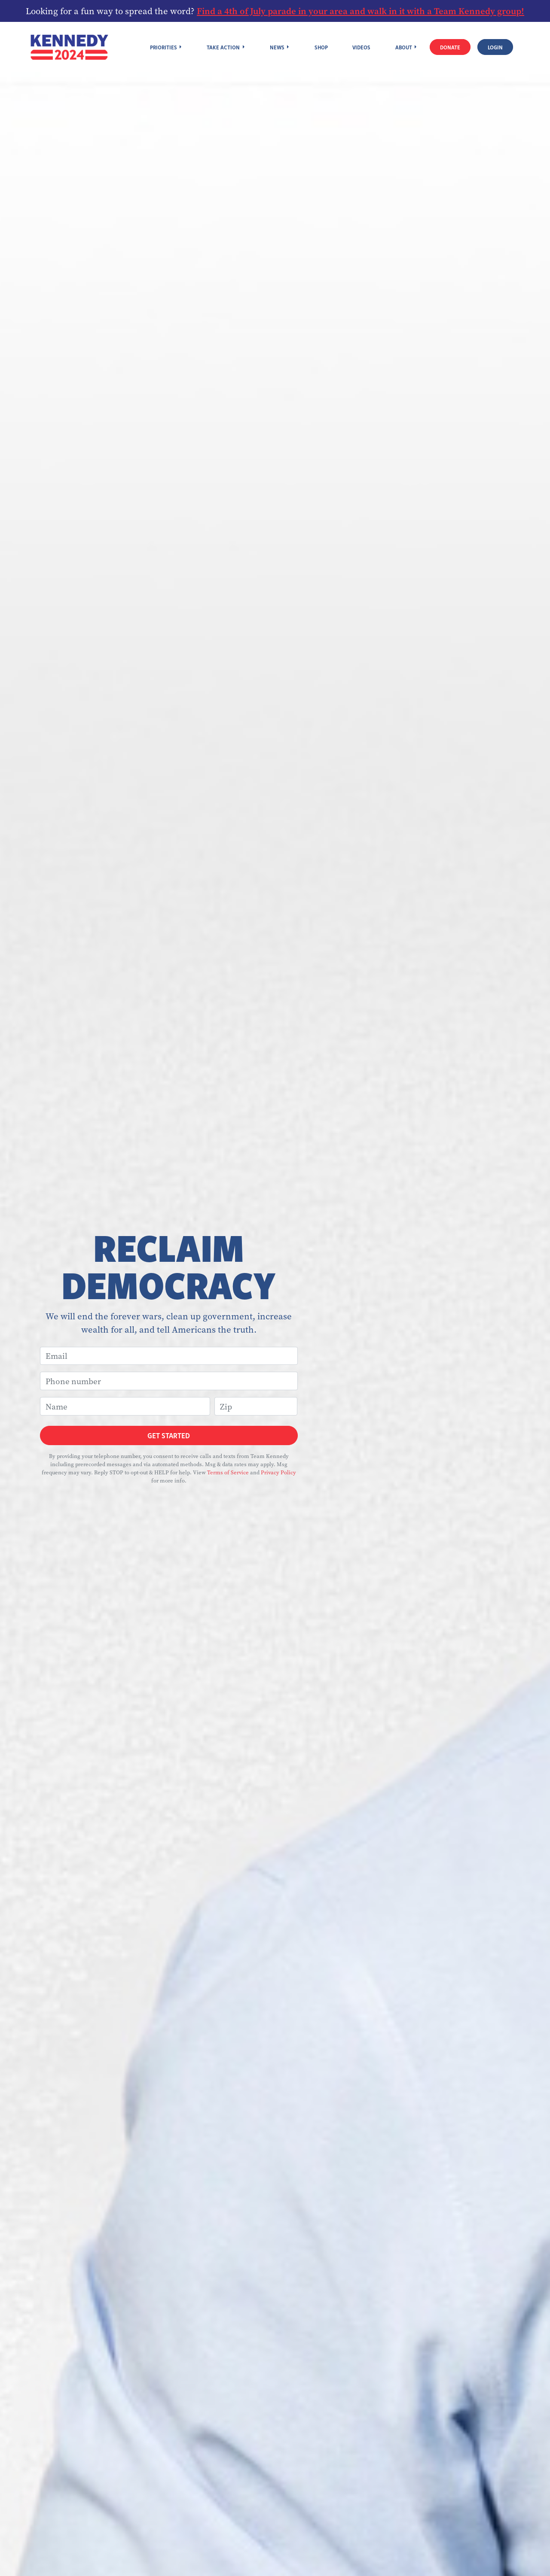 Looking for a fun way to spread the word? Find a 4th of July parade in your area and walk in it with a Team Kennedy group!
KENNEDY
2024
PRIORITIES
TAKE ACTION
NEWS
SHOP
VIDEOS
ABOUT
DONATE
LOGIN
RECLAIM
DEMOCRACY
We will end the forever wars, clean up government, increase
wealth for all, and tell Americans the truth.
Email
Phone number
Name
Zip
GET STARTED
By providing your telephone number, you consent to receive calls and texts from Team Kennedy
including prerecorded messages and via automated methods. Msg & data rates may apply. Msg
frequency may vary. Reply STOP to opt-out & HELP for help. View Terms of Service and Privacy Policy
for more info.